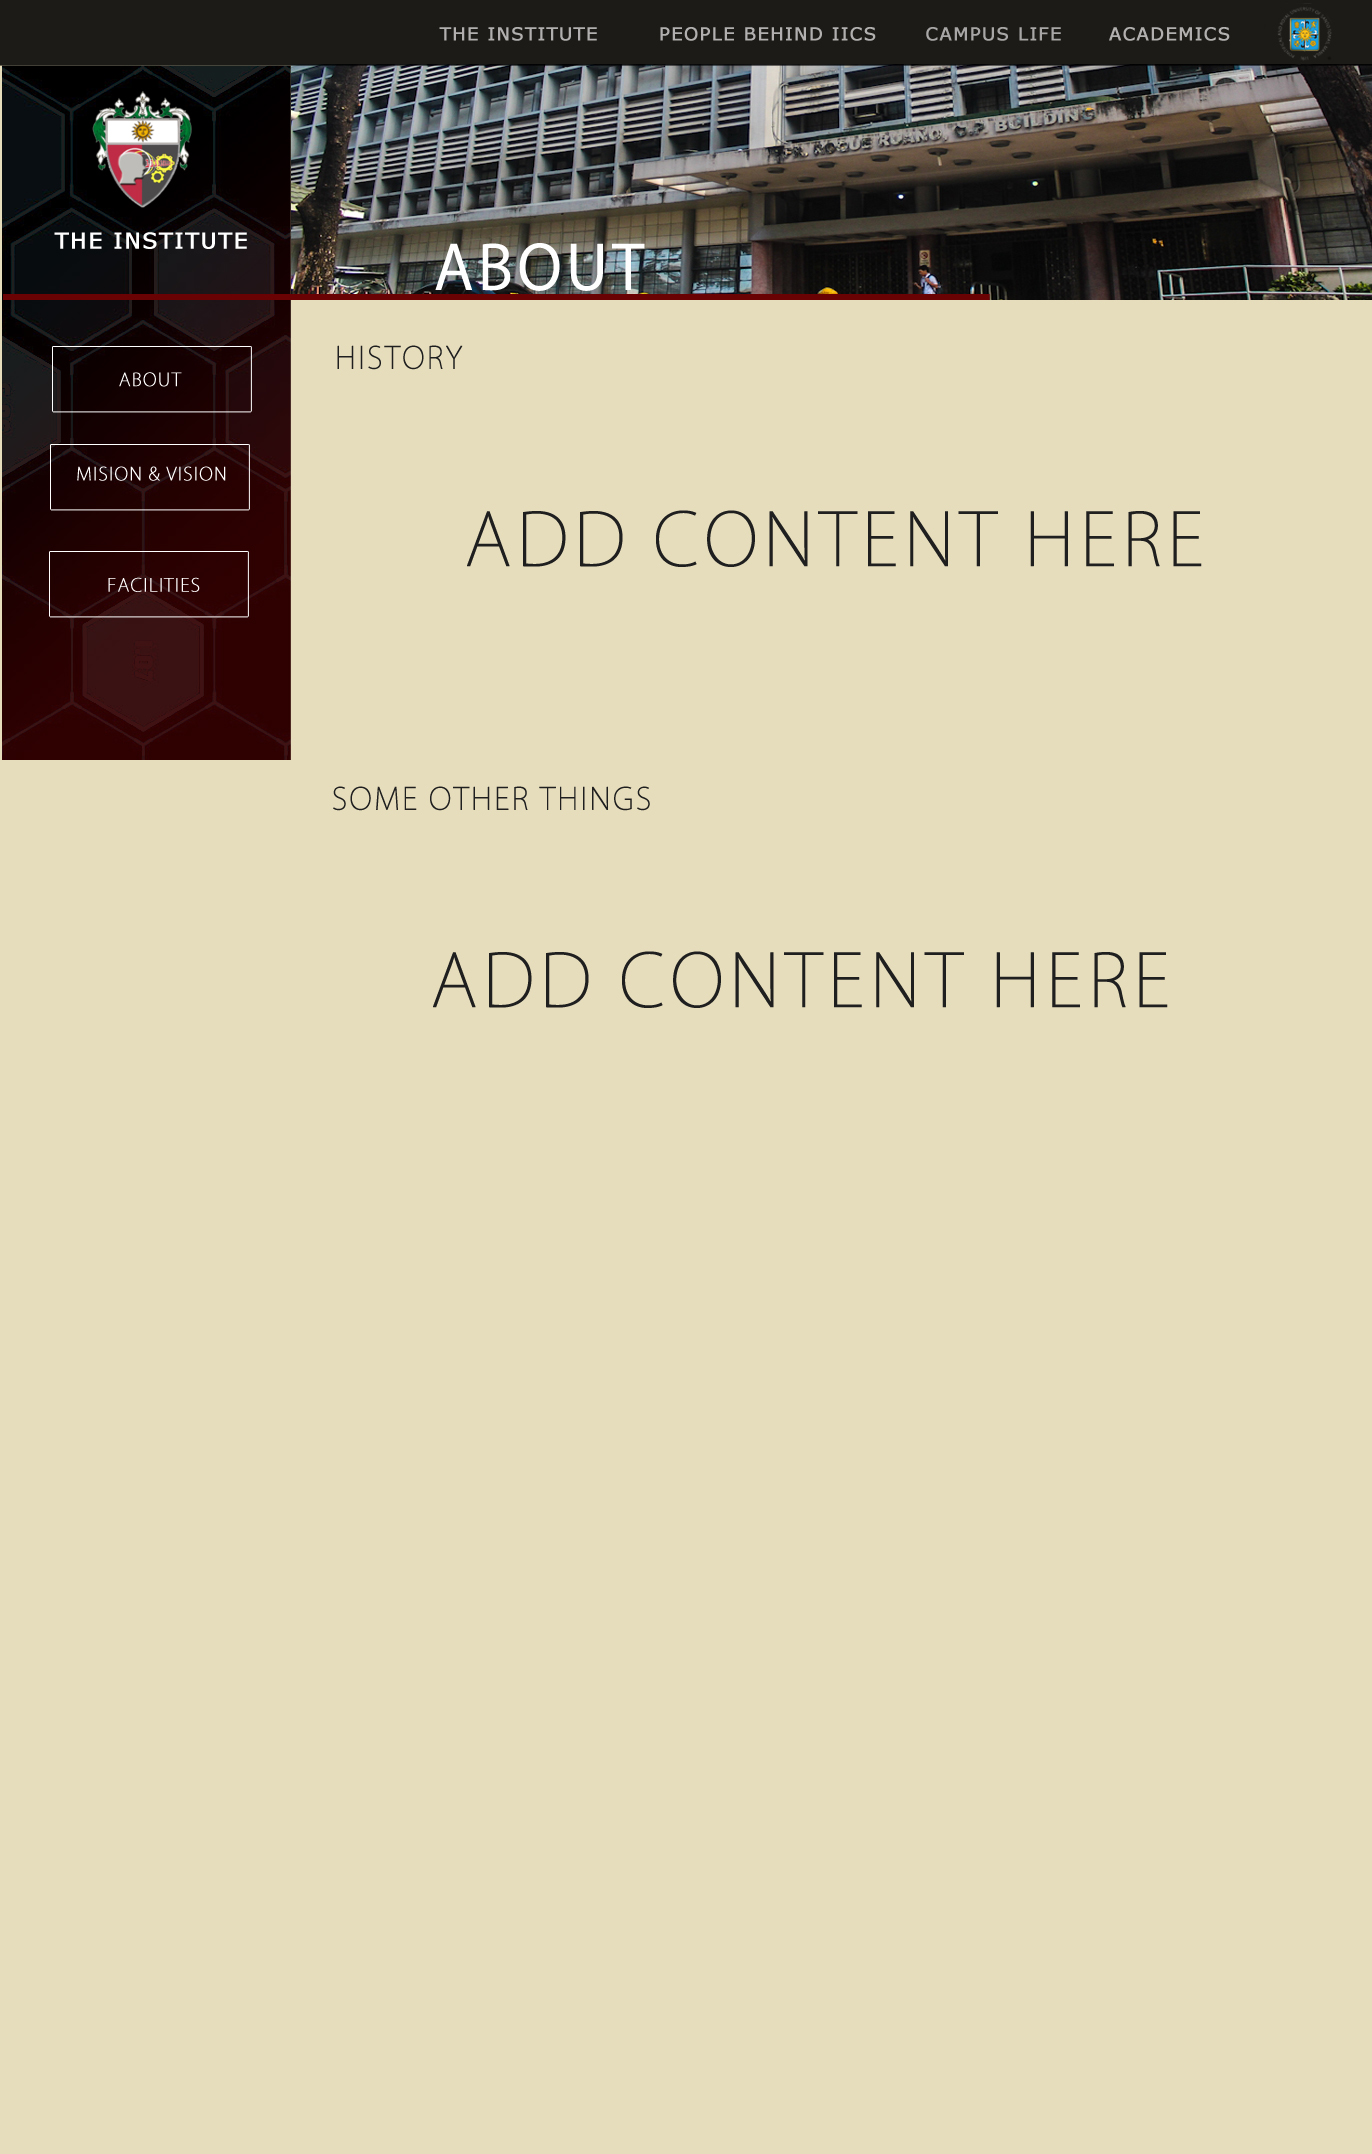 THE INSTITUTE PEOPLE BEHIND IICS CAMPUS LIFE ACADEMICS
ROQUE RUAÑO, O.P. BUILDING
THE INSTITUTE
ABOUT
ABOUT
MISION & VISION
FACILITIES
HISTORY
ADD CONTENT HERE
SOME OTHER THINGS
ADD CONTENT HERE